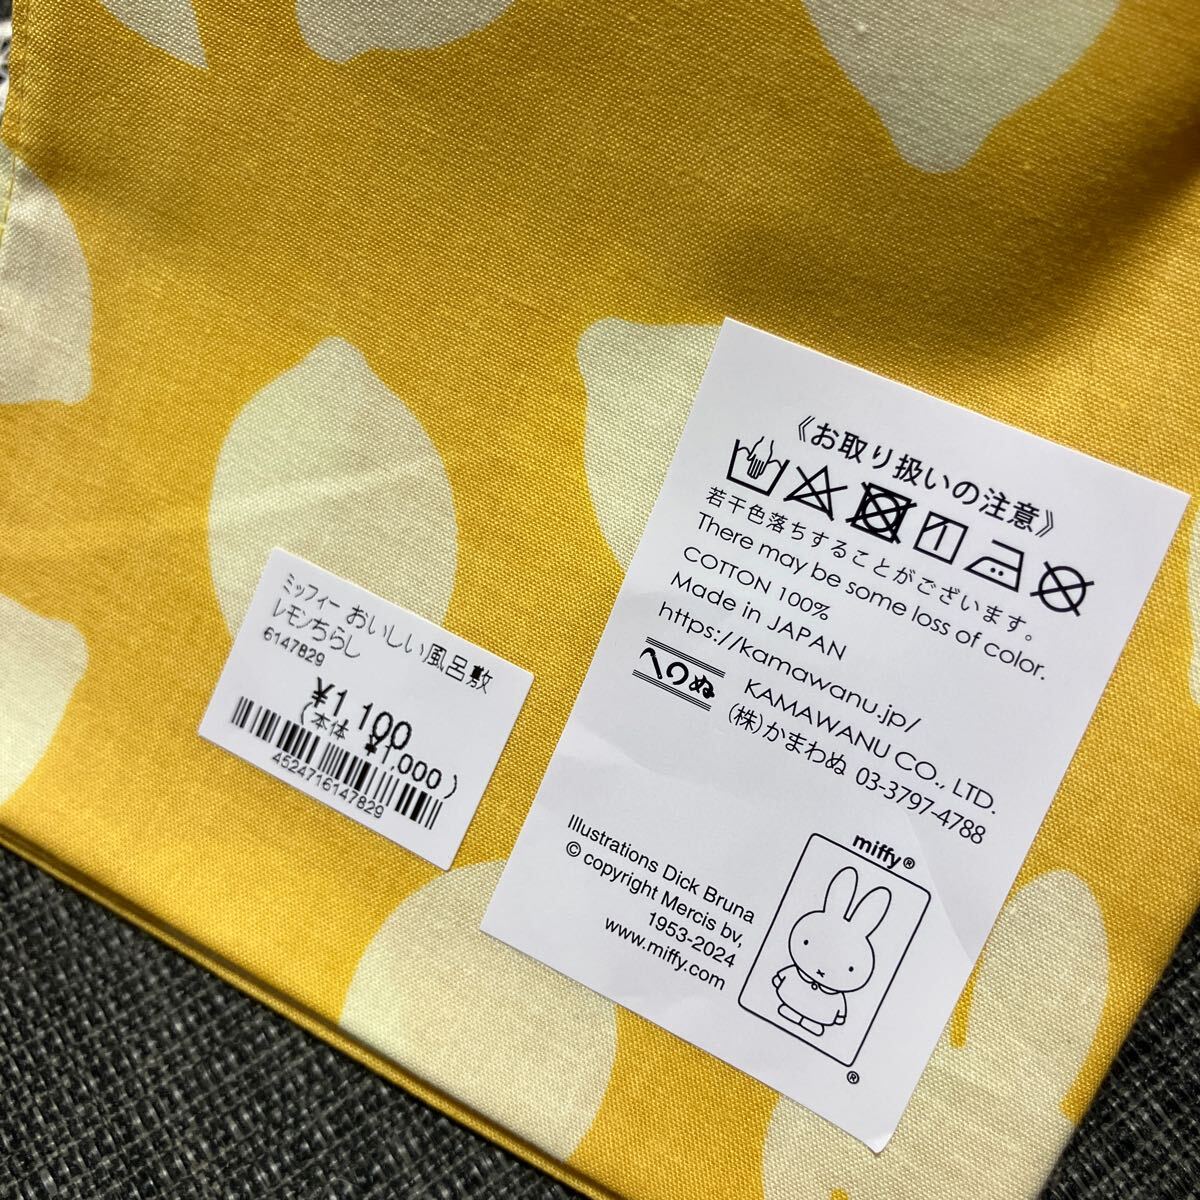 ミッフィー おいしい風呂敷
レモンちらし
6147829
¥1,100
(本体 ¥1,000)
4524716147829
《お取り扱いの注意》
若干色落ちすることがございます。
There may be some loss of color.
COTTON 100%
Made in JAPAN
https://kamawanu.jp/
KAMAWANU CO., LTD.
(株)かまわぬ 03-3797-4788
Illustrations Dick Bruna
© copyright Mercis bv,
1953-2024
www.miffy.com
miffy®
®